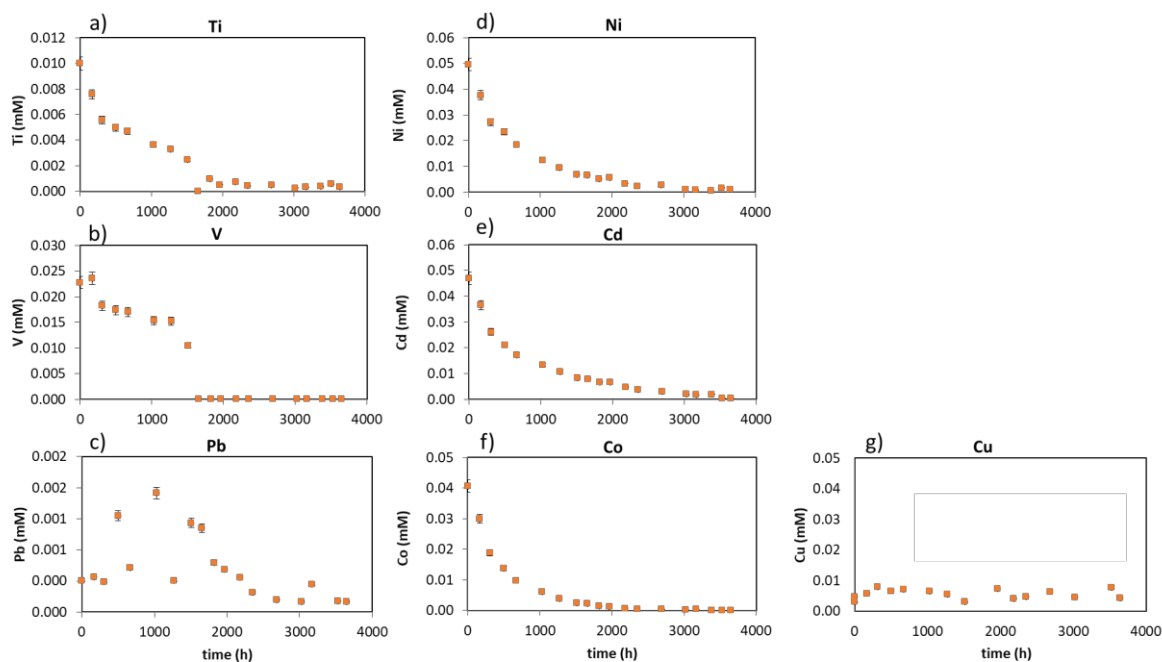 a)
Ti
Ti (mM)
0.012
0.010
0.008
0.006
0.004
0.002
0.000
0 1000 2000 3000 4000
d)
Ni
Ni (mM)
0.06
0.05
0.04
0.03
0.02
0.01
0.00
0 1000 2000 3000 4000
b)
V
V (mM)
0.030
0.025
0.020
0.015
0.010
0.005
0.000
0 1000 2000 3000 4000
e)
Cd
Cd (mM)
0.06
0.05
0.04
0.03
0.02
0.01
0.00
0 1000 2000 3000 4000
c)
Pb
Pb (mM)
0.002
0.002
0.001
0.001
0.000
0.000
0 1000 2000 3000 4000
time (h)
f)
Co
Co (mM)
0.05
0.04
0.03
0.02
0.01
0.00
0 1000 2000 3000 4000
time (h)
g)
Cu
Cu (mM)
0.05
0.04
0.03
0.02
0.01
0.00
0 1000 2000 3000 4000
time (h)